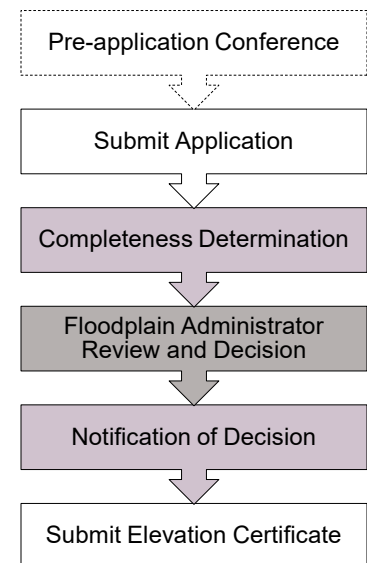 Pre-application Conference
Submit Application
Completeness Determination
Floodplain Administrator
Review and Decision
Notification of Decision
Submit Elevation Certificate